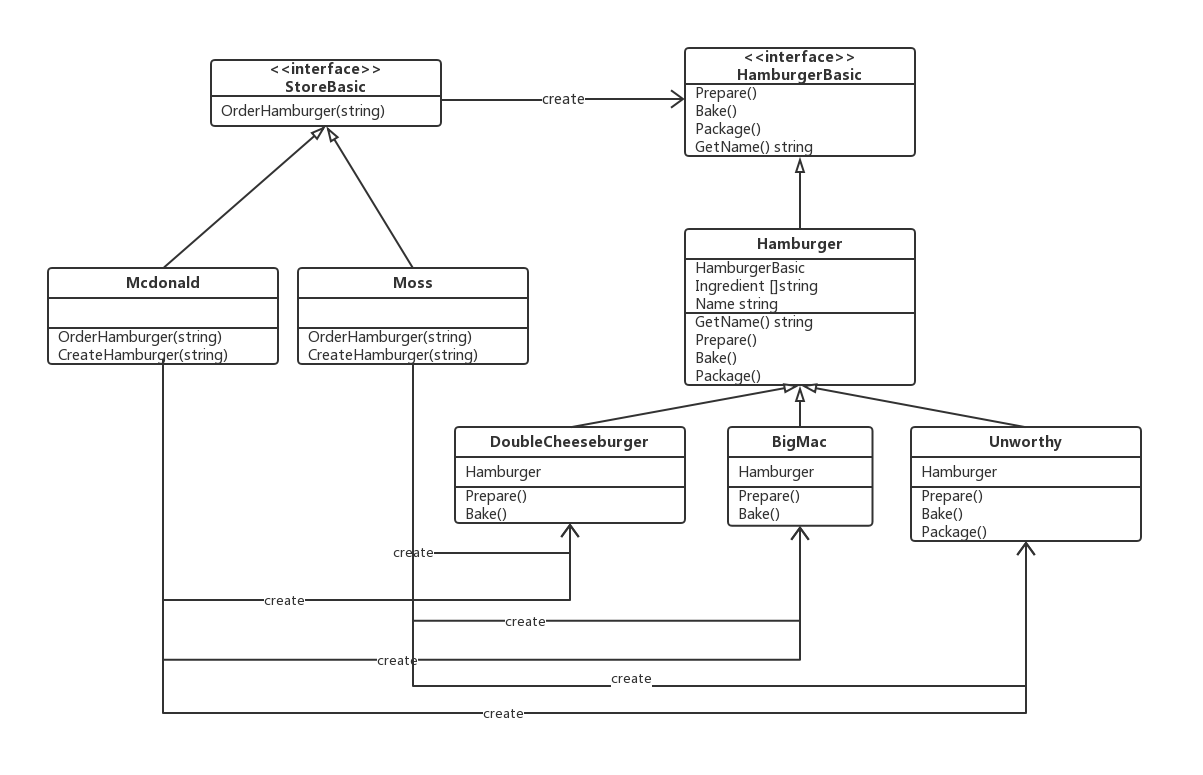 <<interface>>
StoreBasic
OrderHamburger(string)
create
<<interface>>
HamburgerBasic
Prepare()
Bake()
Package()
GetName() string
Mcdonald
OrderHamburger(string)
CreateHamburger(string)
Moss
OrderHamburger(string)
CreateHamburger(string)
Hamburger
HamburgerBasic
Ingredient []string
Name string
GetName() string
Prepare()
Bake()
Package()
DoubleCheeseburger
Hamburger
Prepare()
Bake()
BigMac
Hamburger
Prepare()
Bake()
Unworthy
Hamburger
Prepare()
Bake()
Package()
create
create
create
create
create
create